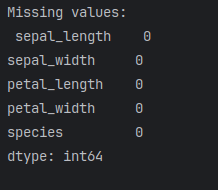 Missing values:
 sepal_length    0
sepal_width     0
petal_length    0
petal_width     0
species         0
dtype: int64